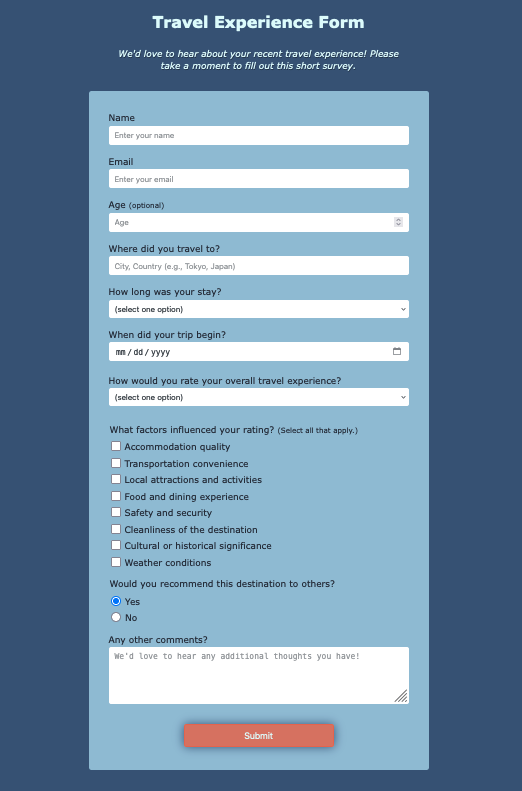 Travel Experience Form
We'd love to hear about your recent travel experience! Please
take a moment to fill out this short survey.
Name
Enter your name
Email
Enter your email
Age (optional)
Age
Where did you travel to?
City, Country (e.g., Tokyo, Japan)
How long was your stay?
(select one option)
When did your trip begin?
mm/dd/yyyy
How would you rate your overall travel experience?
(select one option)
What factors influenced your rating? (Select all that apply.)
Accommodation quality
Transportation convenience
Local attractions and activities
Food and dining experience
Safety and security
Cleanliness of the destination
Cultural or historical significance
Weather conditions
Would you recommend this destination to others?
Yes
No
Any other comments?
We'd love to hear any additional thoughts you have!
Submit